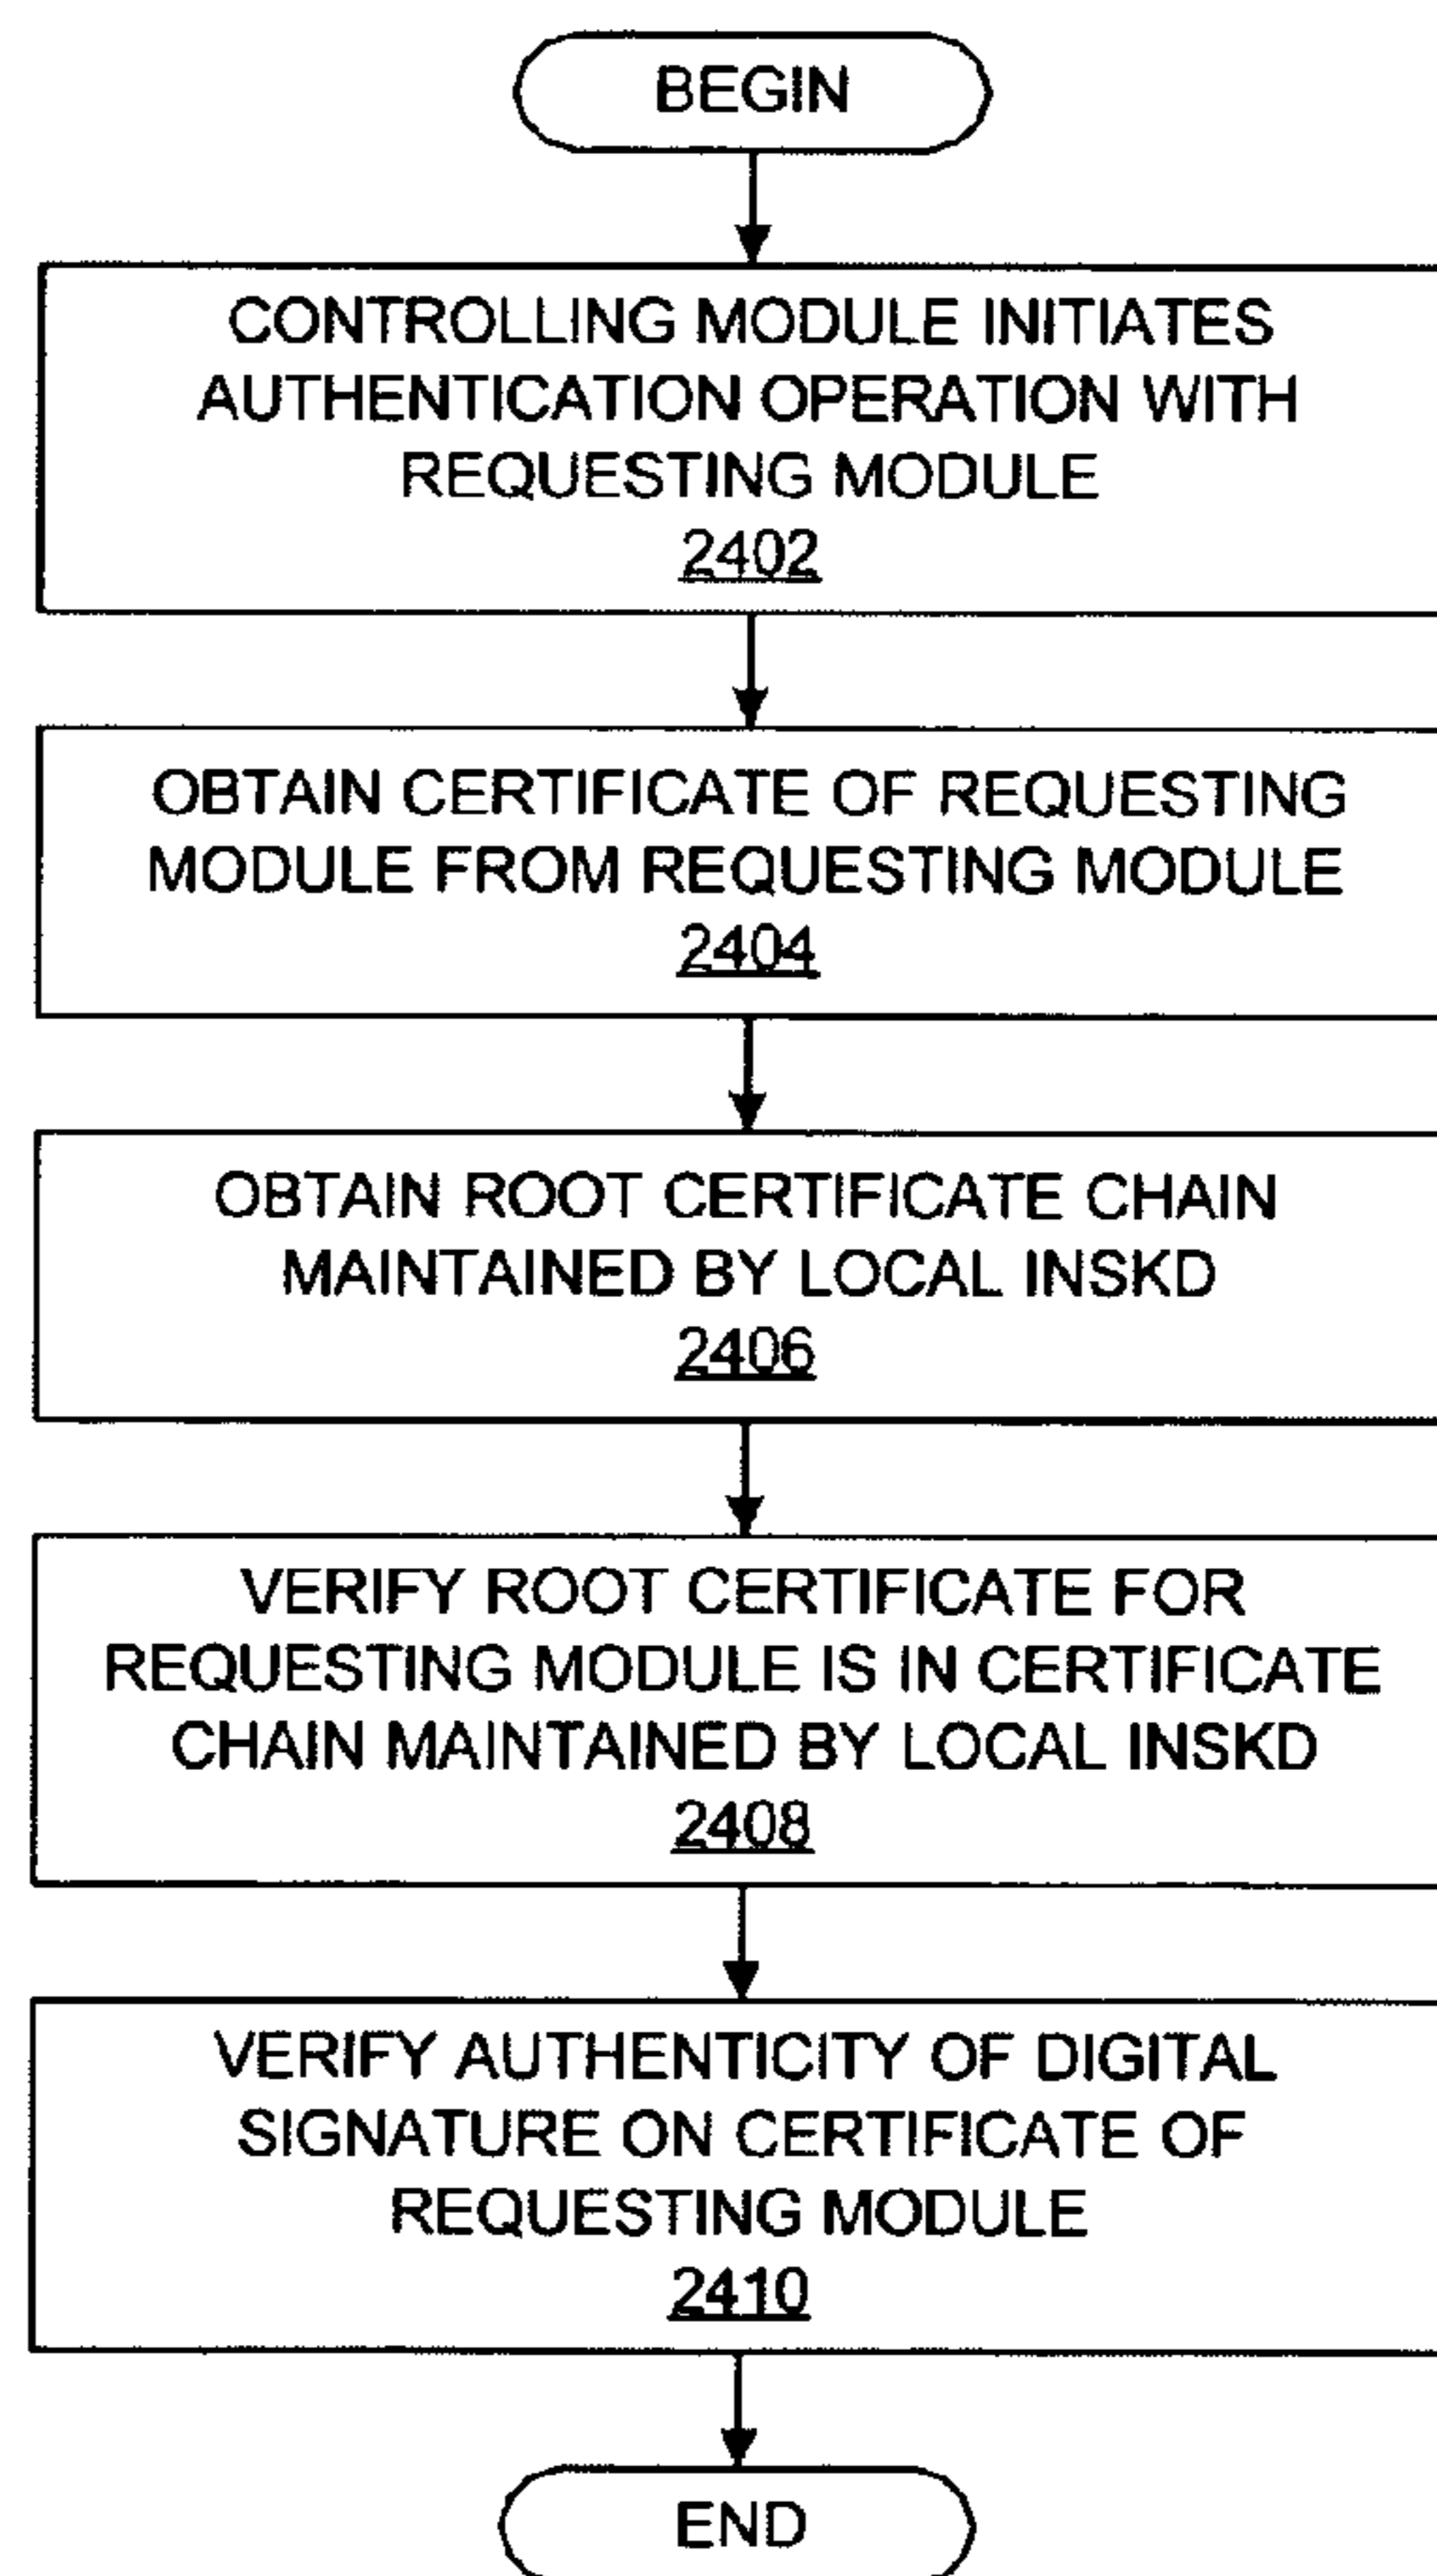 BEGIN
CONTROLLING MODULE INITIATES
AUTHENTICATION OPERATION WITH
REQUESTING MODULE
2402
OBTAIN CERTIFICATE OF REQUESTING
MODULE FROM REQUESTING MODULE
2404
OBTAIN ROOT CERTIFICATE CHAIN
MAINTAINED BY LOCAL INSKD
2406
VERIFY ROOT CERTIFICATE FOR
REQUESTING MODULE IS IN CERTIFICATE
CHAIN MAINTAINED BY LOCAL INSKD
2408
VERIFY AUTHENTICITY OF DIGITAL
SIGNATURE ON CERTIFICATE OF
REQUESTING MODULE
2410
END